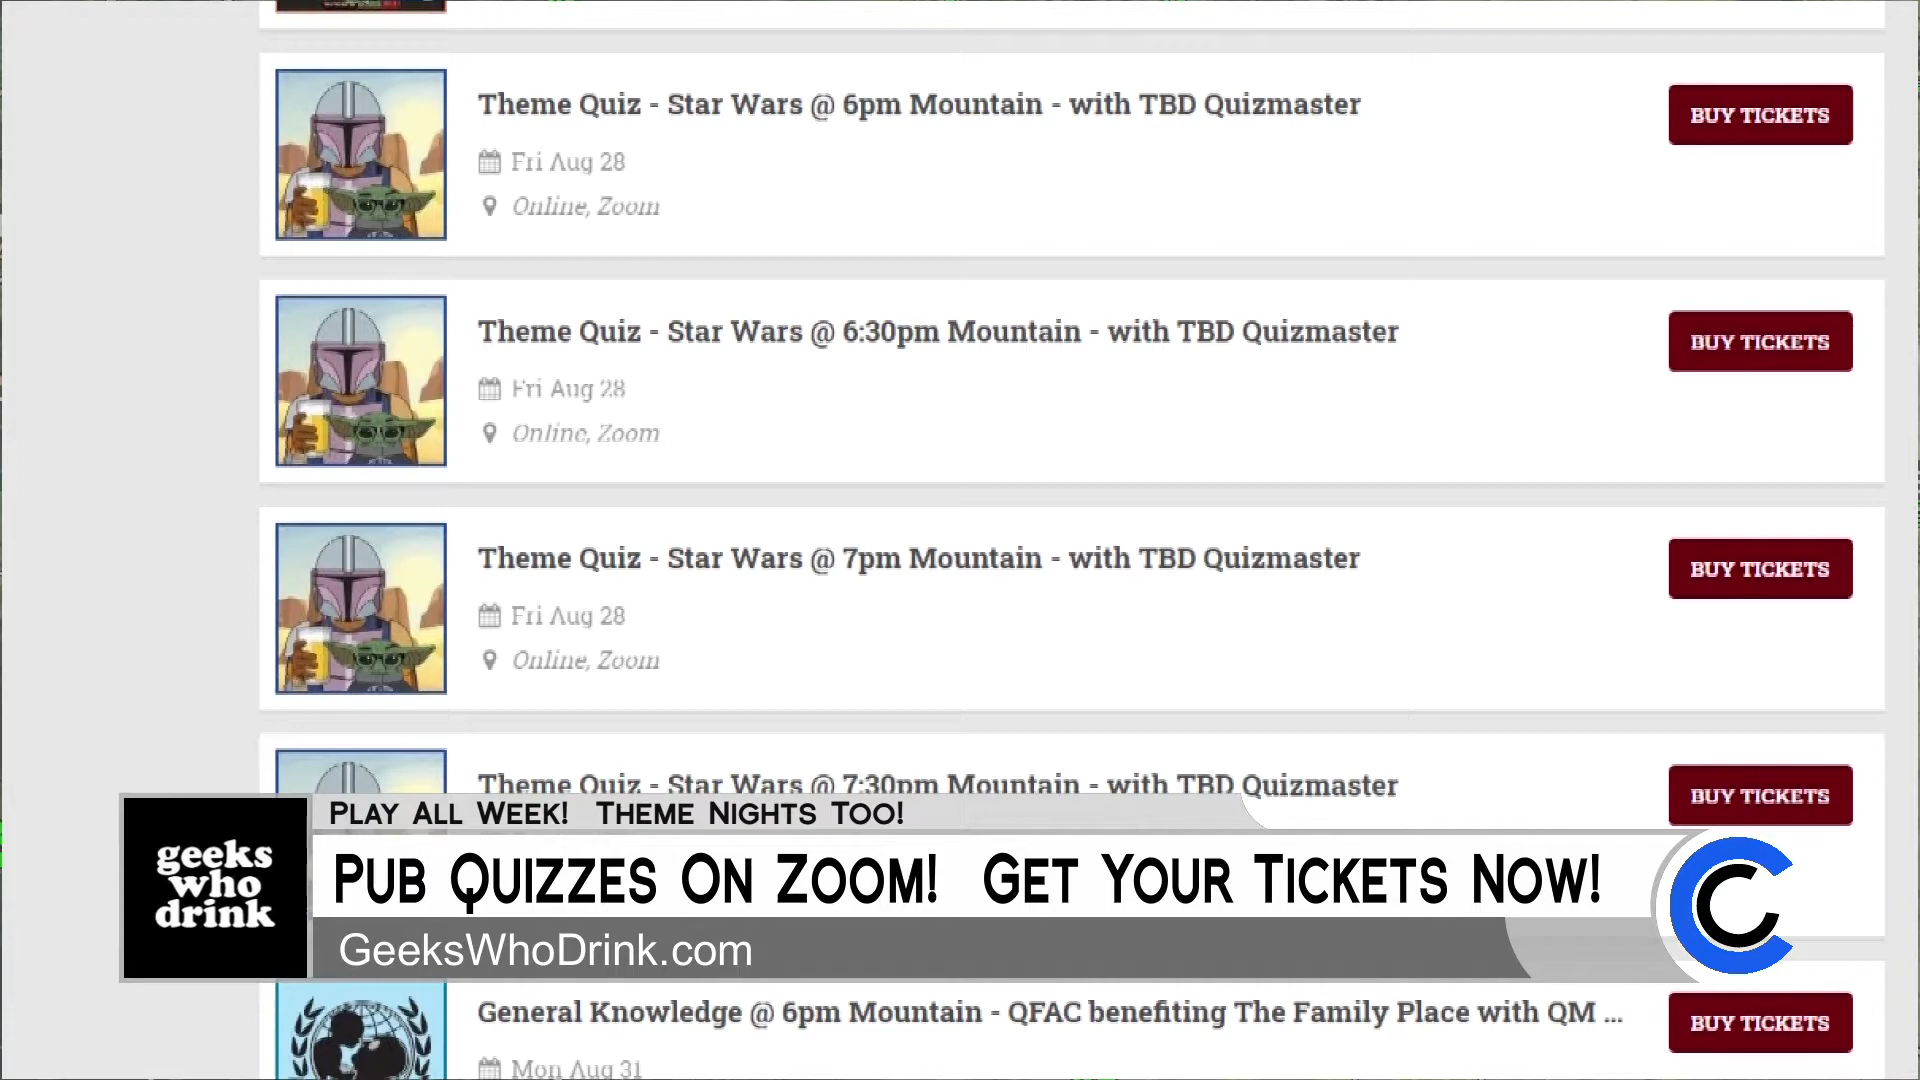 Theme Quiz - Star Wars @ 6pm Mountain - with TBD Quizmaster
BUY TICKETS
Fri Aug 28
Online, Zoom
Theme Quiz - Star Wars @ 6:30pm Mountain - with TBD Quizmaster
BUY TICKETS
Fri Aug 28
Online, Zoom
Theme Quiz - Star Wars @ 7pm Mountain - with TBD Quizmaster
BUY TICKETS
Fri Aug 28
Online, Zoom
Theme Quiz - Star Wars @ 7:30pm Mountain - with TBD Quizmaster
BUY TICKETS
PLAY ALL WEEK! THEME NIGHTS TOO!
geeks
who
drink
PUB QUIZZES ON ZOOM! GET YOUR TICKETS NOW!
GeeksWhoDrink.com
General Knowledge @ 6pm Mountain - QFAC benefiting The Family Place with QM ...
BUY TICKETS
Mon Aug 31